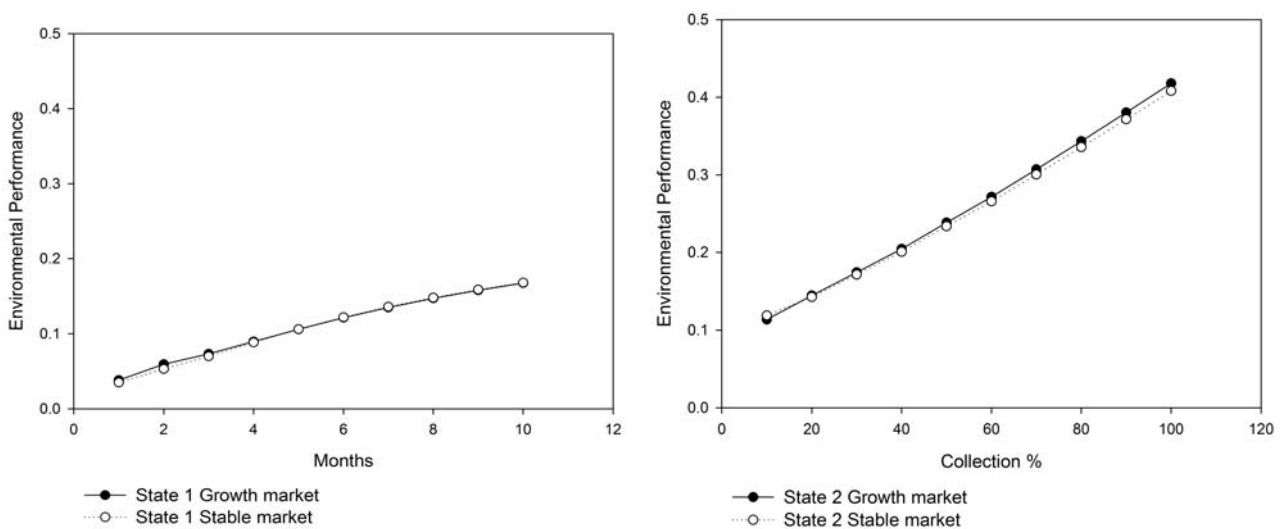 0.5
0.4
0.3
0.2
0.1
0.0
Environmental Performance
0 2 4 6 8 10 12
Months
State 1 Growth market
State 1 Stable market
0.5
0.4
0.3
0.2
0.1
0.0
Environmental Performance
0 20 40 60 80 100 120
Collection %
State 2 Growth market
State 2 Stable market